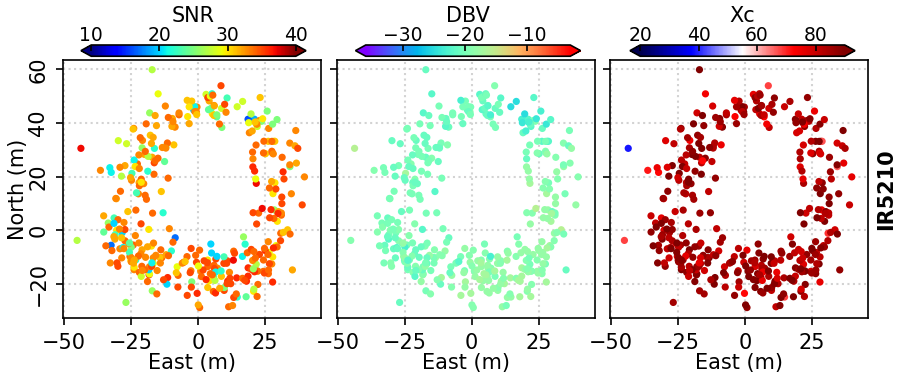 SNR DBV Xc
10 20 30 40 −30 −20 −10 20 40 60 80
60
40
20
0
−20
North (m)
IR5210
−50 −25 0 25 −50 −25 0 25 −50 −25 0 25
East (m) East (m) East (m)